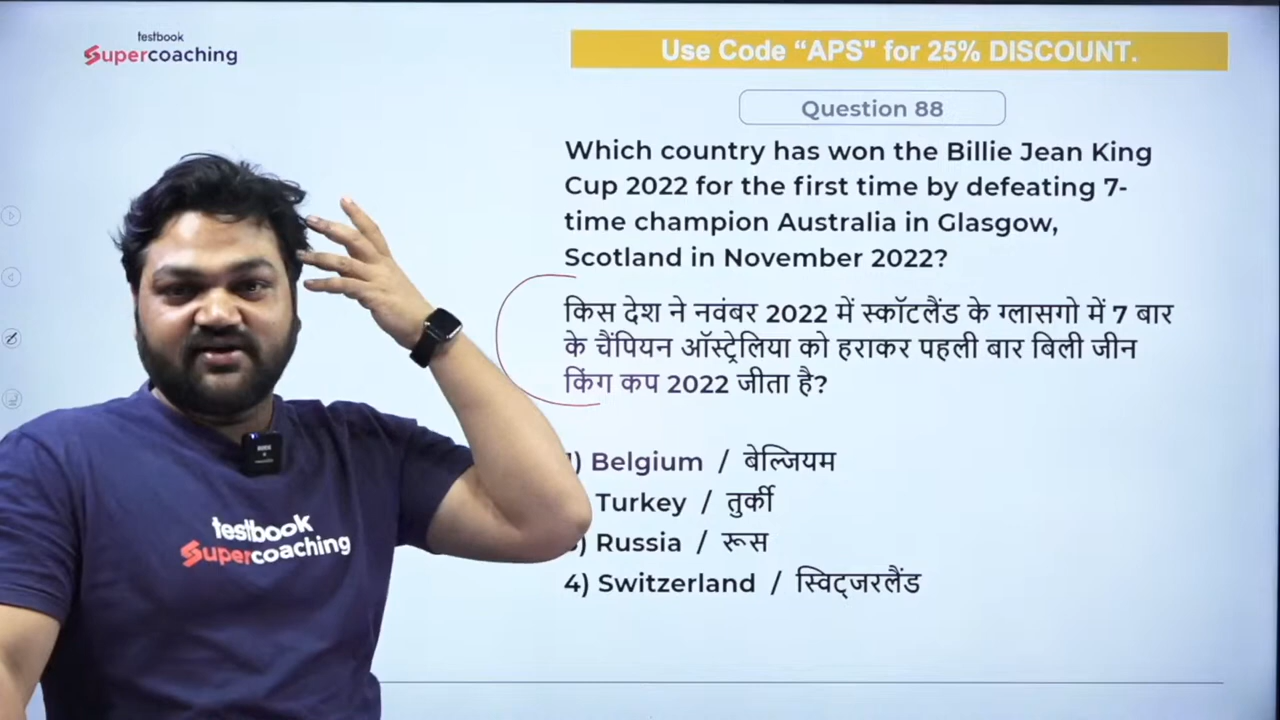 testbook
Supercoaching
Use Code “APS" for 25% DISCOUNT.
Question 88
Which country has won the Billie Jean King
Cup 2022 for the first time by defeating 7-
time champion Australia in Glasgow,
Scotland in November 2022?
किस देश ने नवंबर 2022 में स्कॉटलैंड के ग्लासगो में 7 बार
के चैंपियन ऑस्ट्रेलिया को हराकर पहली बार बिली जीन
किंग कप 2022 जीता है?
) Belgium / बेल्जियम
Turkey / तुर्की
) Russia / रूस
4) Switzerland / स्विट्जरलैंड
testbook
Supercoaching